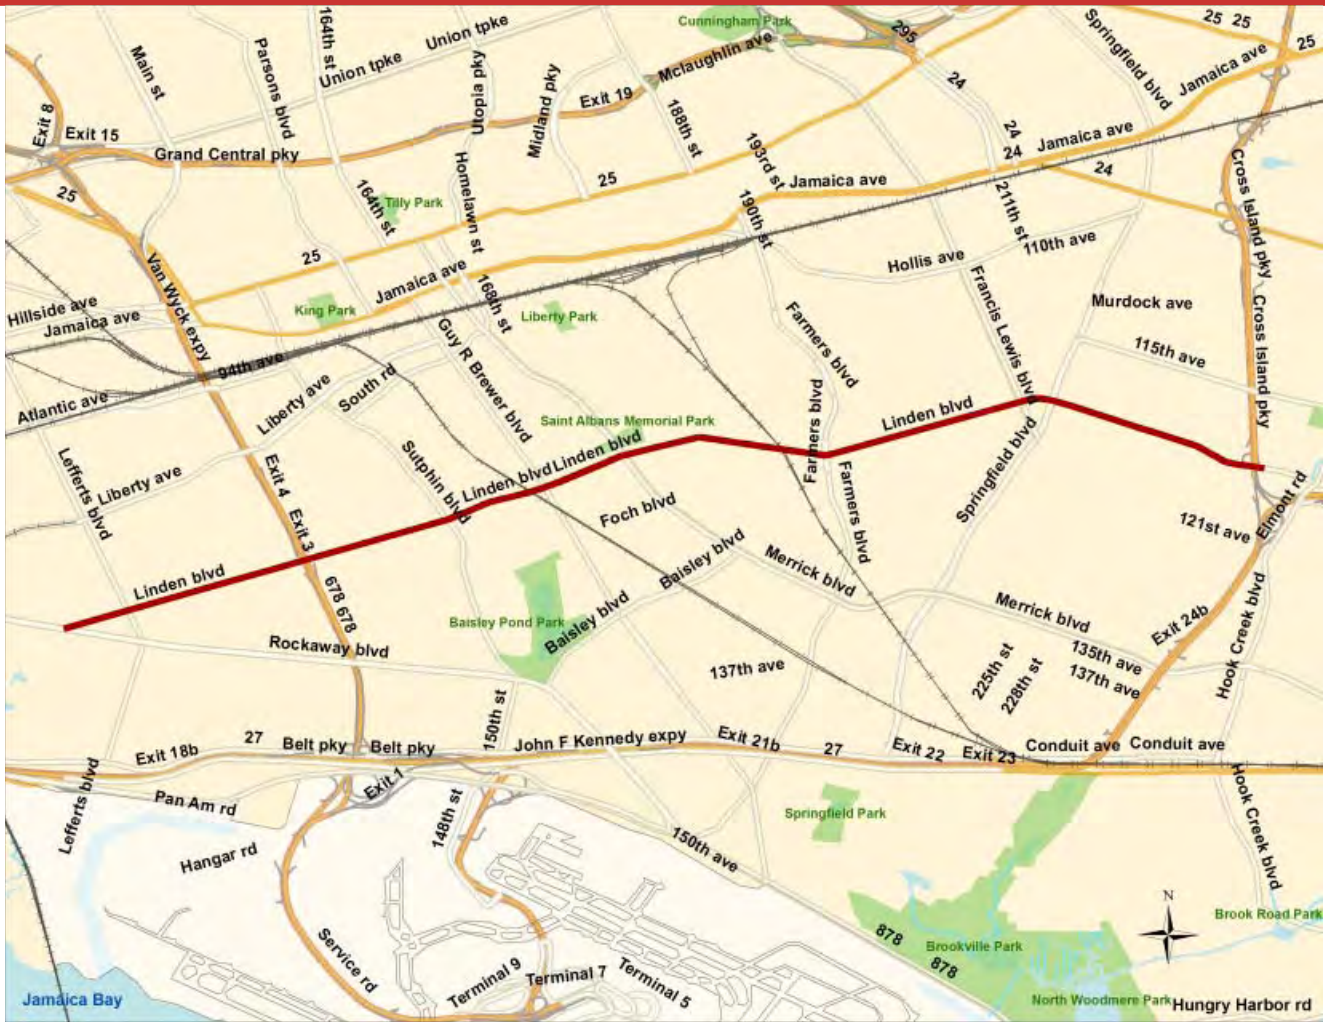 Cunningham Park
164th st
Main st
Parsons blvd
Union tpke
Union tpke
Utopia pky
Midland pky
Mclaughlin ave
295
24
Springfield blvd
25 25
25
Jamaica ave
Exit 8
Exit 15
Exit 19
188th st
Grand Central pky
193rd st
24
24
Jamaica ave
24
Homelawn st
25
Jamaica ave
25
Tilly Park
164th st
190th st
211th st
Cross Island pky
25
Hollis ave
110th ave
Van Wyck expy
Jamaica ave
168th st
Francis Lewis blvd
Murdock ave
Cross Island pky
Hillside ave
Jamaica ave
King Park
Liberty Park
Guy R Brewer blvd
Farmers blvd
115th ave
94th ave
South rd
Liberty ave
Atlantic ave
Saint Albans Memorial Park
Farmers blvd
Linden blvd
Lefferts blvd
Liberty ave
Exit 4
Sutphin blvd
Linden blvd
Linden blvd
Springfield blvd
Farmers blvd
Elmont rd
Exit 3
Foch blvd
121st ave
Linden blvd
678 678
Baisley blvd
Merrick blvd
Baisley Pond Park
Baisley blvd
Merrick blvd
Exit 24b
Hook Creek blvd
Rockaway blvd
137th ave
225th st
228th st
135th ave
137th ave
150th st
Exit 18b
27
Belt pky
Belt pky
John F Kennedy expy
Exit 21b
27
Exit 22
Exit 23
Conduit ave
Conduit ave
Lefferts blvd
Pan Am rd
Exit 1
148th st
Springfield Park
150th ave
Hook Creek blvd
Hangar rd
N
Brook Road Park
Service rd
878
Brookville Park
878
Terminal 9
Terminal 7
Terminal 5
Jamaica Bay
North Woodmere Park
Hungry Harbor rd